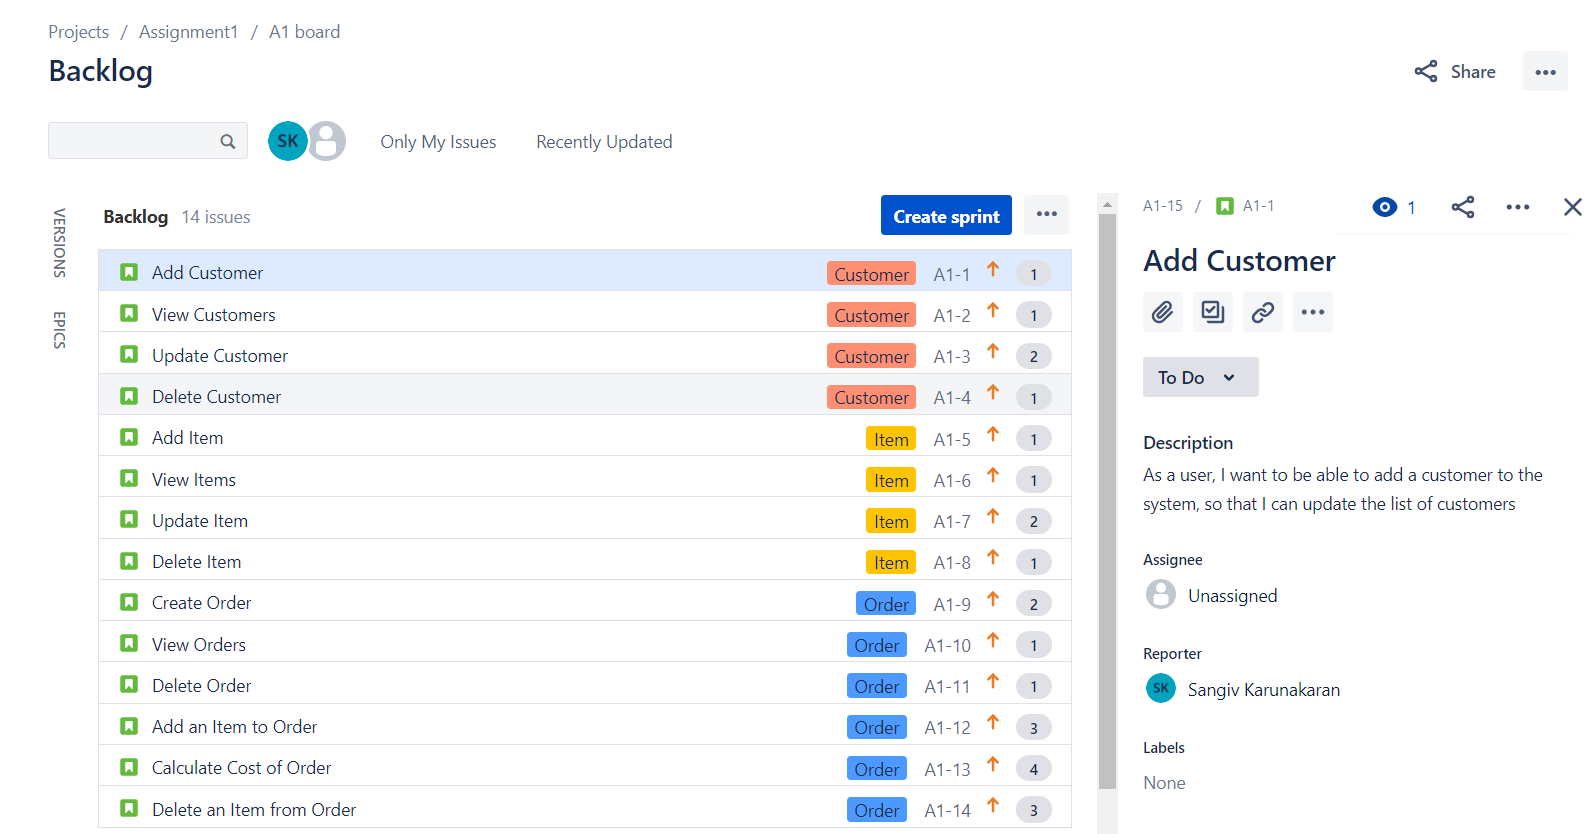 Projects / Assignment1 / A1 board
Backlog
Share
SK
Only My Issues
Recently Updated
VERSIONS
EPICS
Backlog 14 issues
Create sprint
Add Customer Customer A1-1 1
View Customers Customer A1-2 1
Update Customer Customer A1-3 2
Delete Customer Customer A1-4 1
Add Item Item A1-5 1
View Items Item A1-6 1
Update Item Item A1-7 2
Delete Item Item A1-8 1
Create Order Order A1-9 2
View Orders Order A1-10 1
Delete Order Order A1-11 1
Add an Item to Order Order A1-12 3
Calculate Cost of Order Order A1-13 4
Delete an Item from Order Order A1-14 3
A1-15 / A1-1
1
Add Customer
To Do
Description
As a user, I want to be able to add a customer to the
system, so that I can update the list of customers
Assignee
Unassigned
Reporter
SK Sangiv Karunakaran
Labels
None